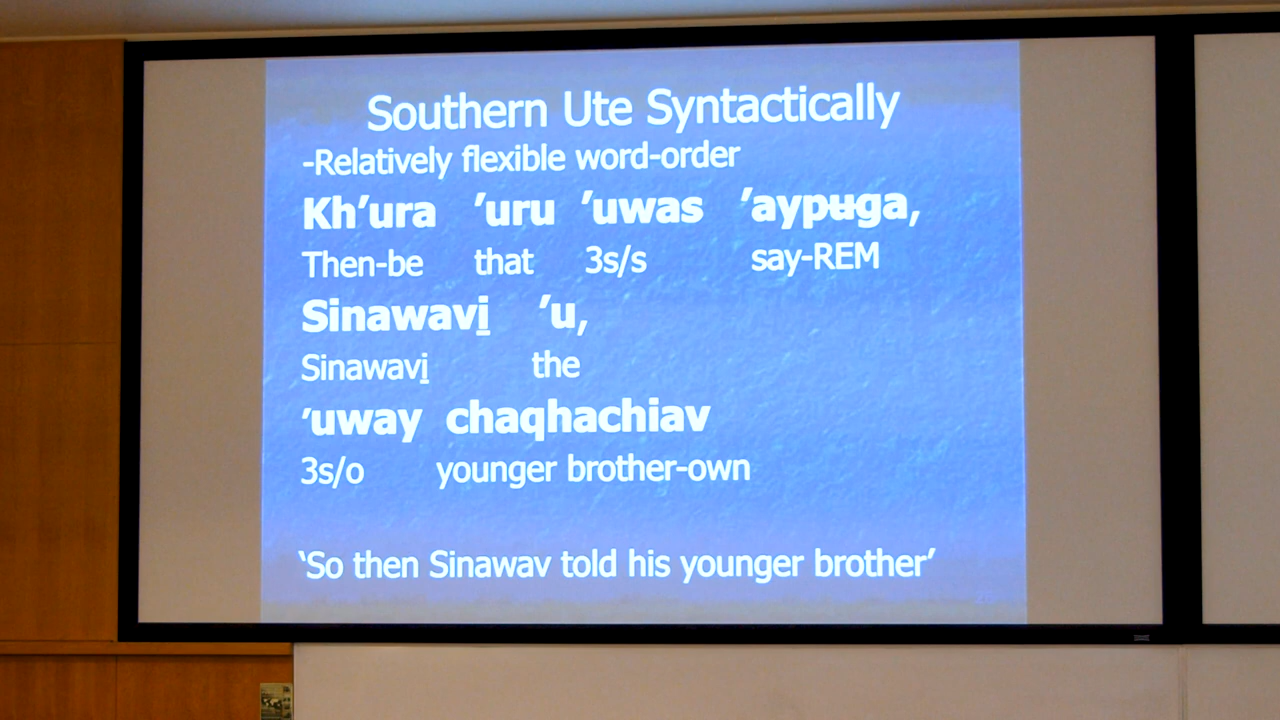 Southern Ute Syntactically
-Relatively flexible word-order
Kh’ura ’uru ’uwas ’aypʉga,
Then-be that 3s/s say-REM
Sinawavi̱ ’u,
Sinawavi̱ the
’uway chaqhachiav
3s/o younger brother-own
‘So then Sinawav told his younger brother’